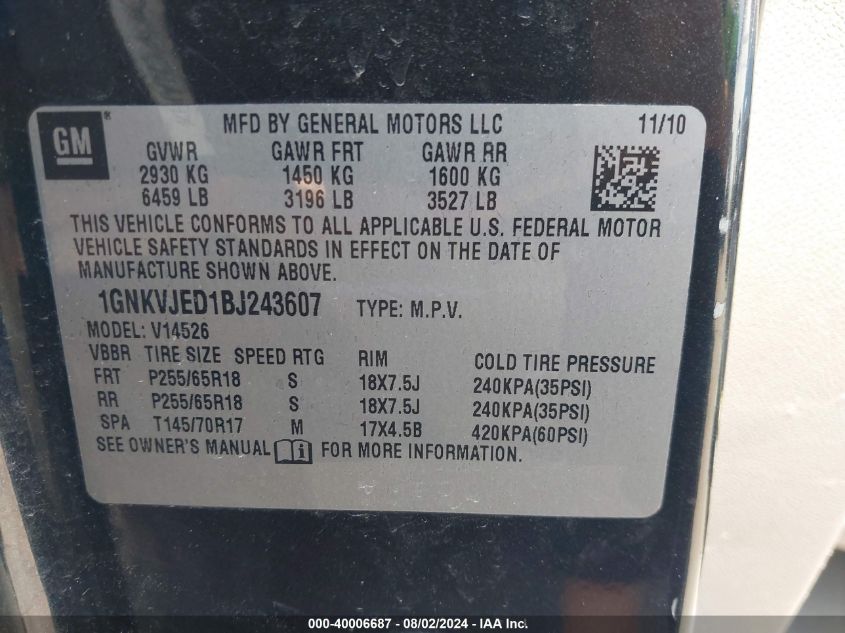 GM ® MFD BY GENERAL MOTORS LLC 11/10
GVWR GAWR FRT GAWR RR
2930 KG 1450 KG 1600 KG
6459 LB 3196 LB 3527 LB
THIS VEHICLE CONFORMS TO ALL APPLICABLE U.S. FEDERAL MOTOR
VEHICLE SAFETY STANDARDS IN EFFECT ON THE DATE OF
MANUFACTURE SHOWN ABOVE.
1GNKVJED1BJ243607 TYPE: M.P.V.
MODEL: V14526
VBBR TIRE SIZE SPEED RTG RIM COLD TIRE PRESSURE
FRT P255/65R18 S 18X7.5J 240KPA(35PSI)
RR P255/65R18 S 18X7.5J 240KPA(35PSI)
SPA T145/70R17 M 17X4.5B 420KPA(60PSI)
SEE OWNER'S MANUAL FOR MORE INFORMATION.
000-40006687 - 08/02/2024 - IAA Inc.